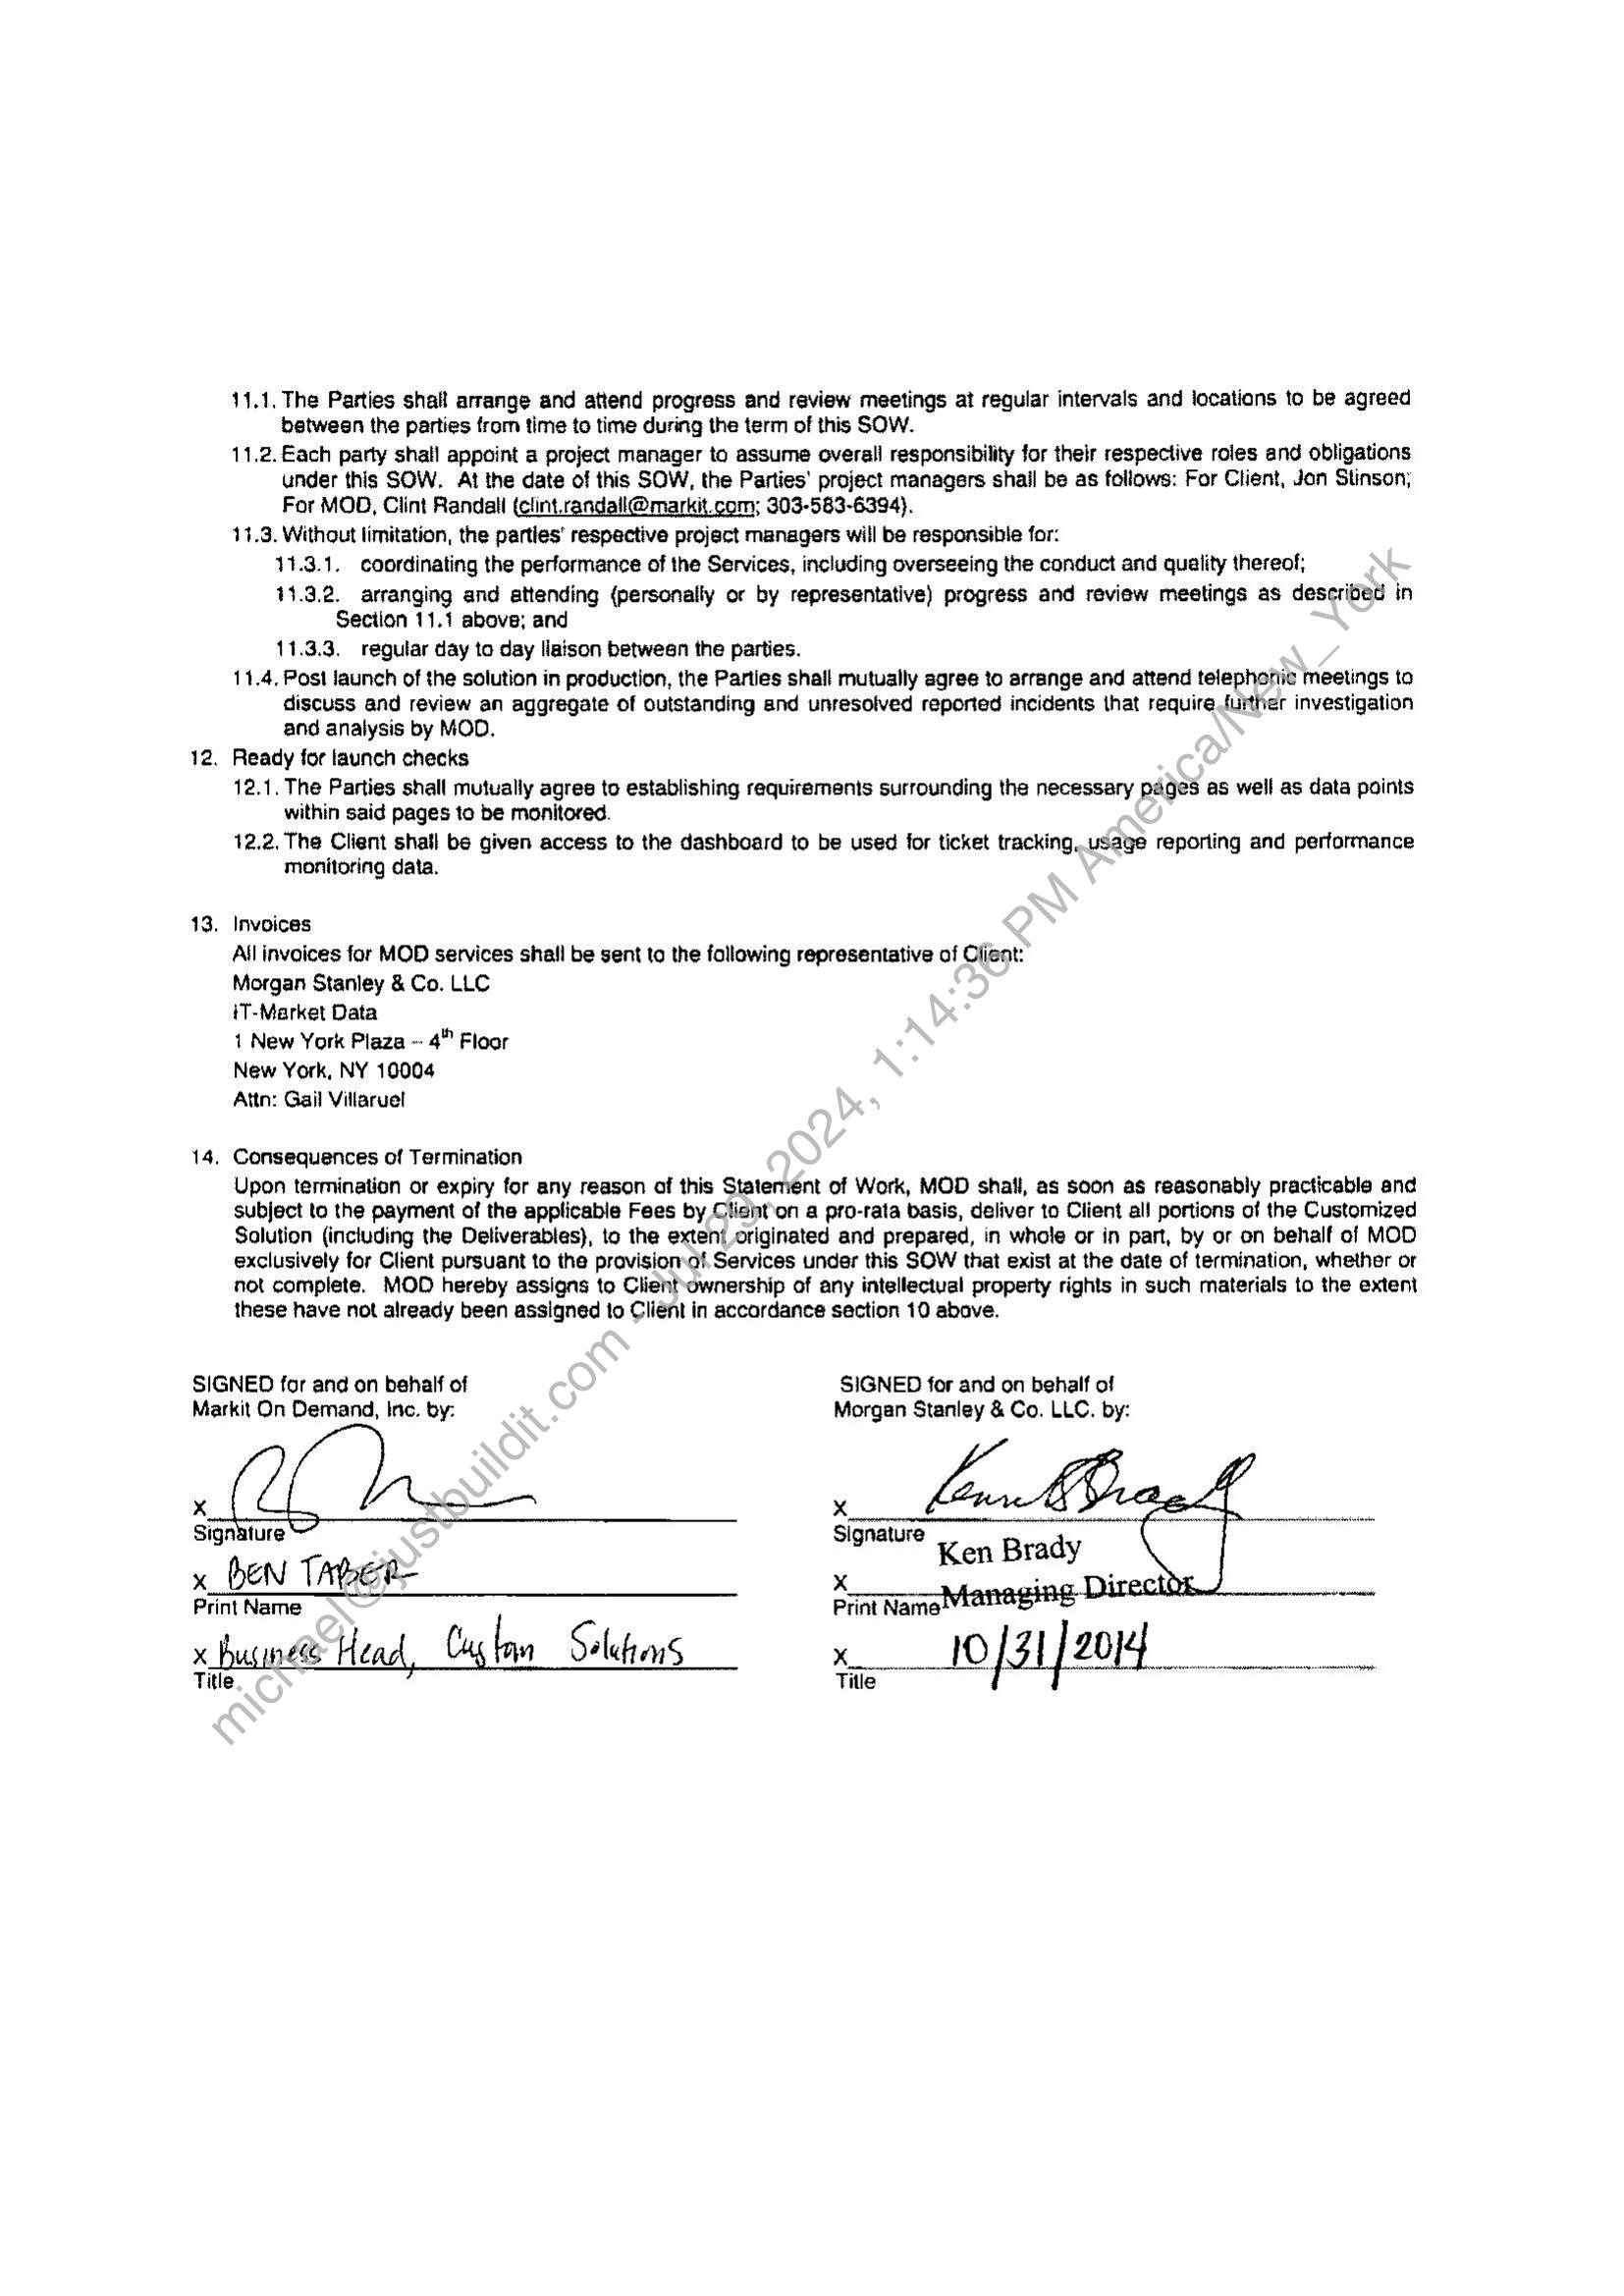 11.1. The Parties shall arrange and attend progress and review meetings at regular intervals and locations to be agreed
between the parties from time to time during the term of this SOW.
11.2. Each party shall appoint a project manager to assume overall responsibility for their respective roles and obligations
under this SOW. At the date of this SOW, the Parties' project managers shall be as follows: For Client, Jon Stinson;
For MOD, Clint Randall (clint.randall@markit.com; 303-583-6394).
11.3. Without limitation, the parties' respective project managers will be responsible for:
11.3.1. coordinating the performance of the Services, including overseeing the conduct and quality thereof;
11.3.2. arranging and attending (personally or by representative) progress and review meetings as described in
Section 11.1 above; and
11.3.3. regular day to day liaison between the parties.
11.4. Post launch of the solution in production, the Parties shall mutually agree to arrange and attend telephonic meetings to
discuss and review an aggregate of outstanding and unresolved reported incidents that require further investigation
and analysis by MOD.
12. Ready for launch checks
12.1. The Parties shall mutually agree to establishing requirements surrounding the necessary pages as well as data points
within said pages to be monitored.
12.2. The Client shall be given access to the dashboard to be used for ticket tracking, usage reporting and performance
monitoring data.
13. Invoices
All invoices for MOD services shall be sent to the following representative of Client:
Morgan Stanley & Co. LLC
IT-Market Data
1 New York Plaza – 4th Floor
New York, NY 10004
Attn: Gail Villaruel
14. Consequences of Termination
Upon termination or expiry for any reason of this Statement of Work, MOD shall, as soon as reasonably practicable and
subject to the payment of the applicable Fees by Client on a pro-rata basis, deliver to Client all portions of the Customized
Solution (including the Deliverables), to the extent originated and prepared, in whole or in part, by or on behalf of MOD
exclusively for Client pursuant to the provision of Services under this SOW that exist at the date of termination, whether or
not complete. MOD hereby assigns to Client ownership of any intellectual property rights in such materials to the extent
these have not already been assigned to Client in accordance section 10 above.
SIGNED for and on behalf of
Markit On Demand, Inc. by:
X
Signature
X BEN TABER
Print Name
X Business Head, Custom Solutions
Title
SIGNED for and on behalf of
Morgan Stanley & Co. LLC. by:
X
Signature
Ken Brady
X Managing Director
Print Name
X 10/31/2014
Title
michael@justbuildit.com - Jul 29, 2024, 1:14:36 PM America/New_York